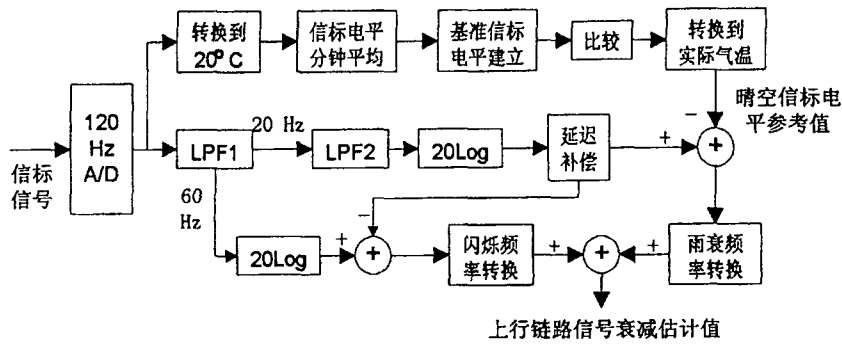 转换到
20°C
信标电平
分钟平均
基准信标
电平建立
比较
转换到
实际气温
晴空信标电
平参考值
-
120
Hz
A/D
信标
信号
LPF1
20 Hz
LPF2
20Log
延迟
补偿
+
+
60
Hz
20Log
+
-
+
闪烁频
率转换
+
+
+
雨衰频
率转换
上行链路信号衰减估计值